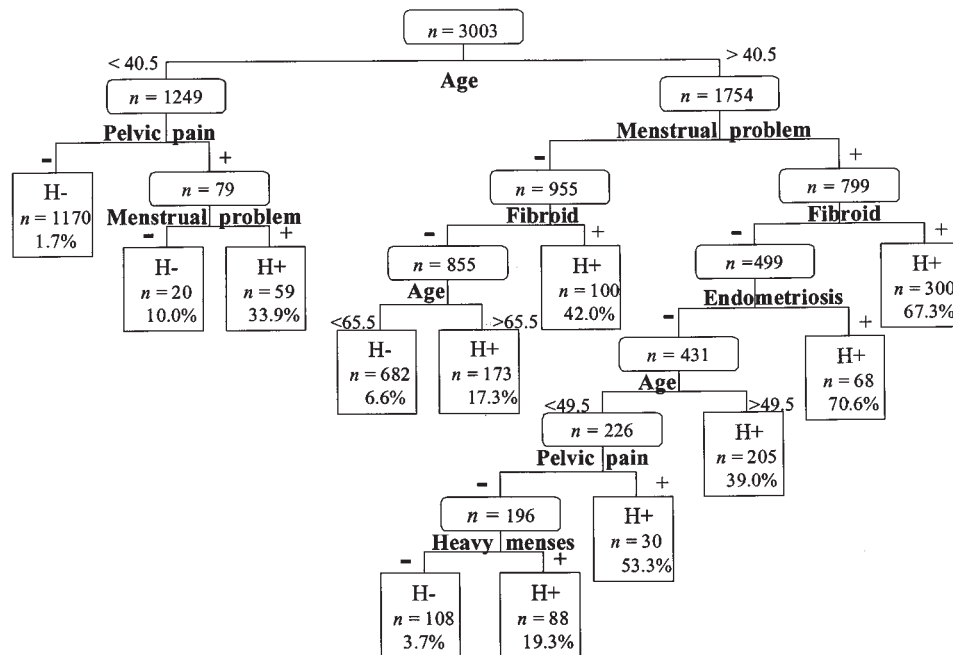 n = 3003
< 40.5
> 40.5
Age
n = 1249
n = 1754
Pelvic pain
Menstrual problem
-
+
-
+
H-
n = 1170
1.7%
n = 79
n = 955
n = 799
Menstrual problem
Fibroid
Fibroid
-
+
-
+
-
+
H-
n = 20
10.0%
H+
n = 59
33.9%
n = 855
H+
n = 100
42.0%
n =499
H+
n = 300
67.3%
Age
Endometriosis
<65.5
>65.5
-
+
H-
n = 682
6.6%
H+
n = 173
17.3%
n = 431
H+
n = 68
70.6%
Age
<49.5
>49.5
n = 226
H+
n = 205
39.0%
Pelvic pain
-
+
n = 196
H+
n = 30
53.3%
Heavy menses
-
+
H-
n = 108
3.7%
H+
n = 88
19.3%